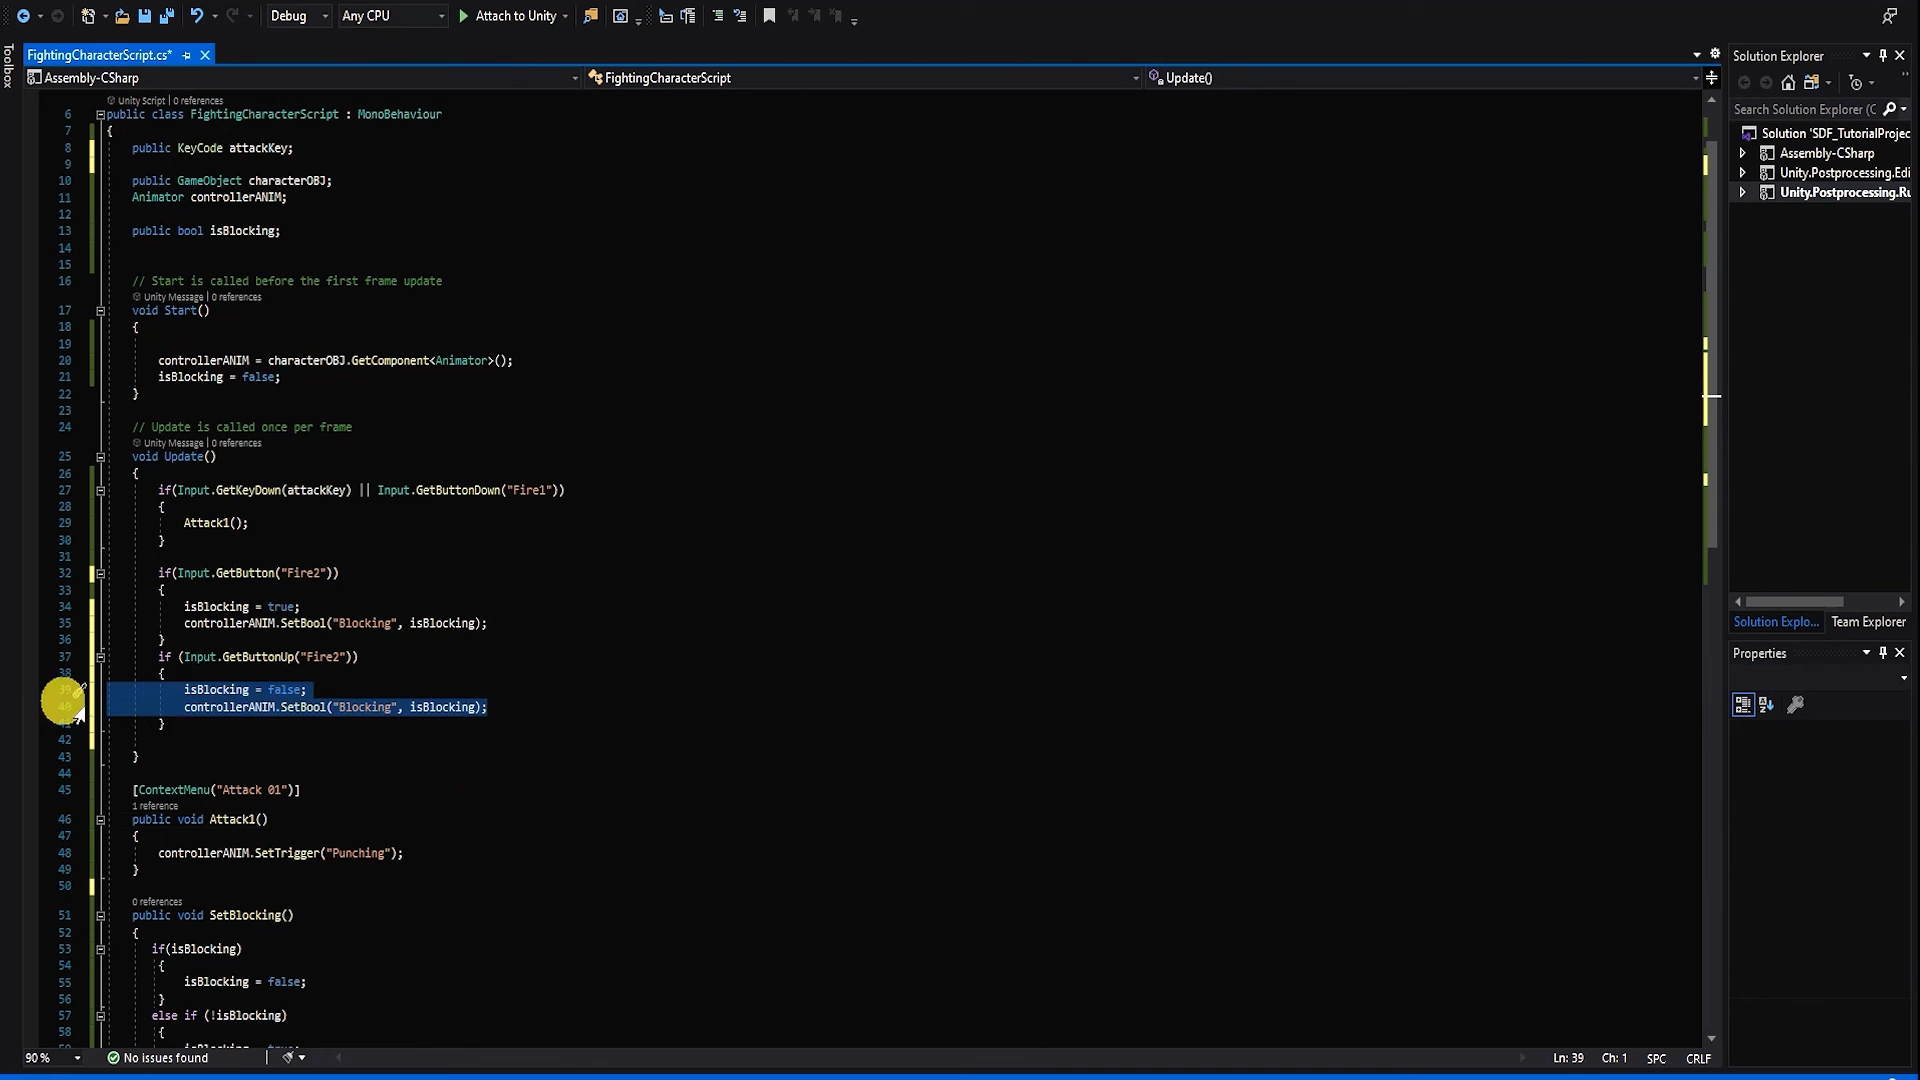 Debug
Any CPU
Attach to Unity
Toolbox
FightingCharacterScript.cs*
Assembly-CSharp
FightingCharacterScript
Update()
Unity Script | 0 references
6 public class FightingCharacterScript : MonoBehaviour
7 {
8 public KeyCode attackKey;
9
10 public GameObject characterOBJ;
11 Animator controllerANIM;
12
13 public bool isBlocking;
14
15
16 // Start is called before the first frame update
Unity Message | 0 references
17 void Start()
18 {
19
20 controllerANIM = characterOBJ.GetComponent<Animator>();
21 isBlocking = false;
22 }
23
24 // Update is called once per frame
Unity Message | 0 references
25 void Update()
26 {
27 if(Input.GetKeyDown(attackKey) || Input.GetButtonDown("Fire1"))
28 {
29 Attack1();
30 }
31
32 if(Input.GetButton("Fire2"))
33 {
34 isBlocking = true;
35 controllerANIM.SetBool("Blocking", isBlocking);
36 }
37 if (Input.GetButtonUp("Fire2"))
38 {
39 isBlocking = false;
40 controllerANIM.SetBool("Blocking", isBlocking);
41 }
42
43 }
44
45 [ContextMenu("Attack 01")]
1 reference
46 public void Attack1()
47 {
48 controllerANIM.SetTrigger("Punching");
49 }
50
0 references
51 public void SetBlocking()
52 {
53 if(isBlocking)
54 {
55 isBlocking = false;
56 }
57 else if (!isBlocking)
58 {
90 %
No issues found
Ln: 39
Ch: 1
SPC
CRLF
Solution Explorer
Search Solution Explorer (C
Solution 'SDF_TutorialProjec
Assembly-CSharp
Unity.Postprocessing.Edi
Unity.Postprocessing.Ru
Solution Explo...
Team Explorer
Properties